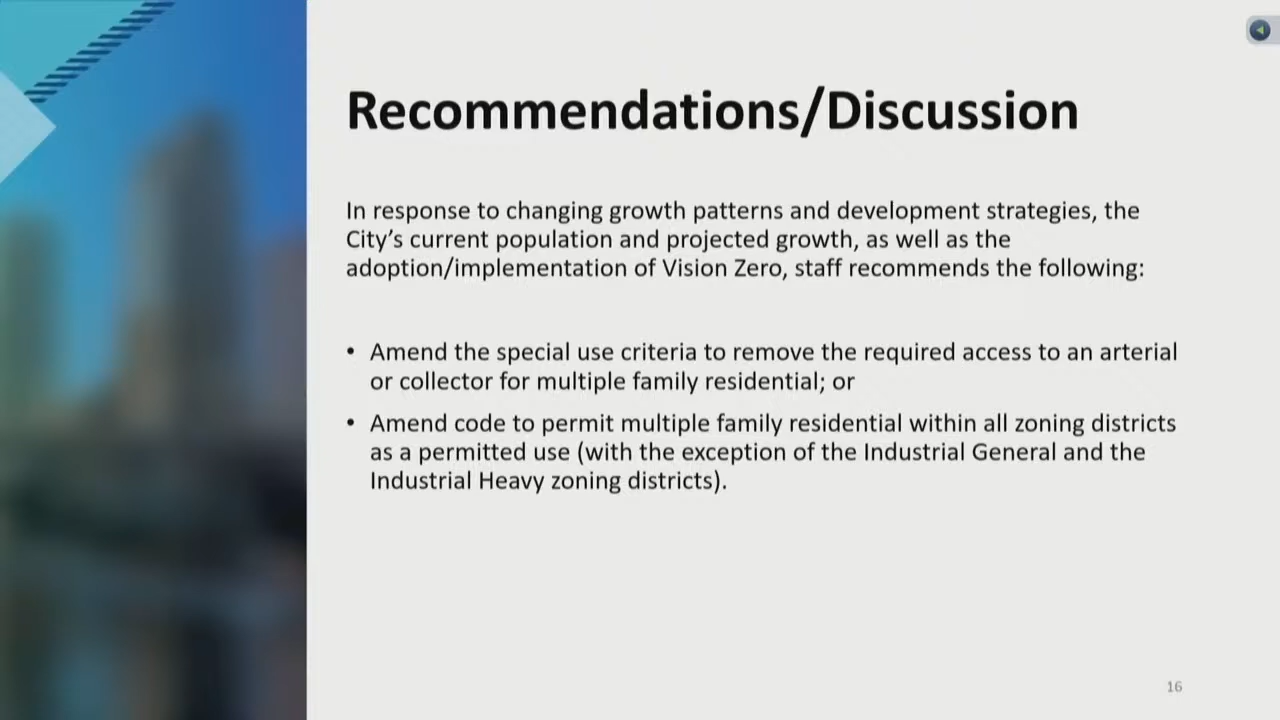 Recommendations/Discussion
In response to changing growth patterns and development strategies, the
City's current population and projected growth, as well as the
adoption/implementation of Vision Zero, staff recommends the following:
• Amend the special use criteria to remove the required access to an arterial
or collector for multiple family residential; or
• Amend code to permit multiple family residential within all zoning districts
as a permitted use (with the exception of the Industrial General and the
Industrial Heavy zoning districts).
16